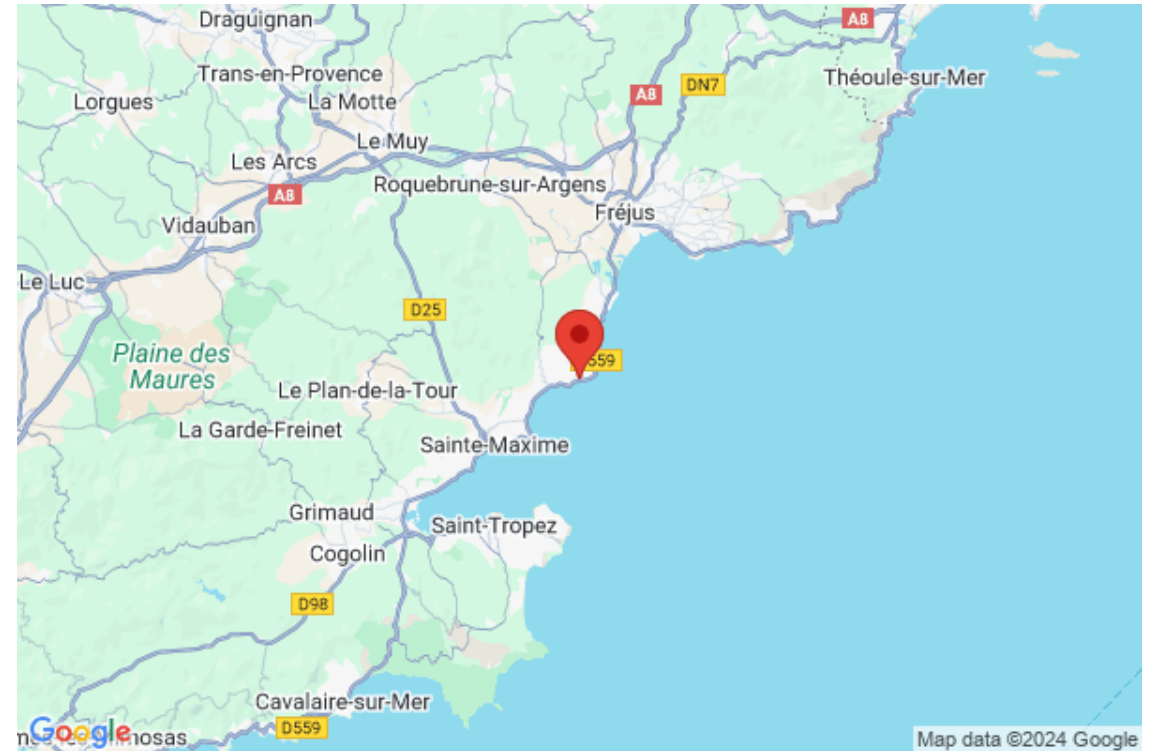 Draguignan
A8
Trans-en-Provence
DN7
Théoule-sur-Mer
Lorgues
La Motte
A8
Le Muy
Les Arcs
Roquebrune-sur-Argens
A8
Fréjus
Vidauban
Le Luc
D25
Plaine des
Maures
559
Le Plan-de-la-Tour
La Garde-Freinet
Sainte-Maxime
Grimaud
Saint-Tropez
Cogolin
D98
Cavalaire-sur-Mer
D559
Google
mosas
Map data ©2024 Google